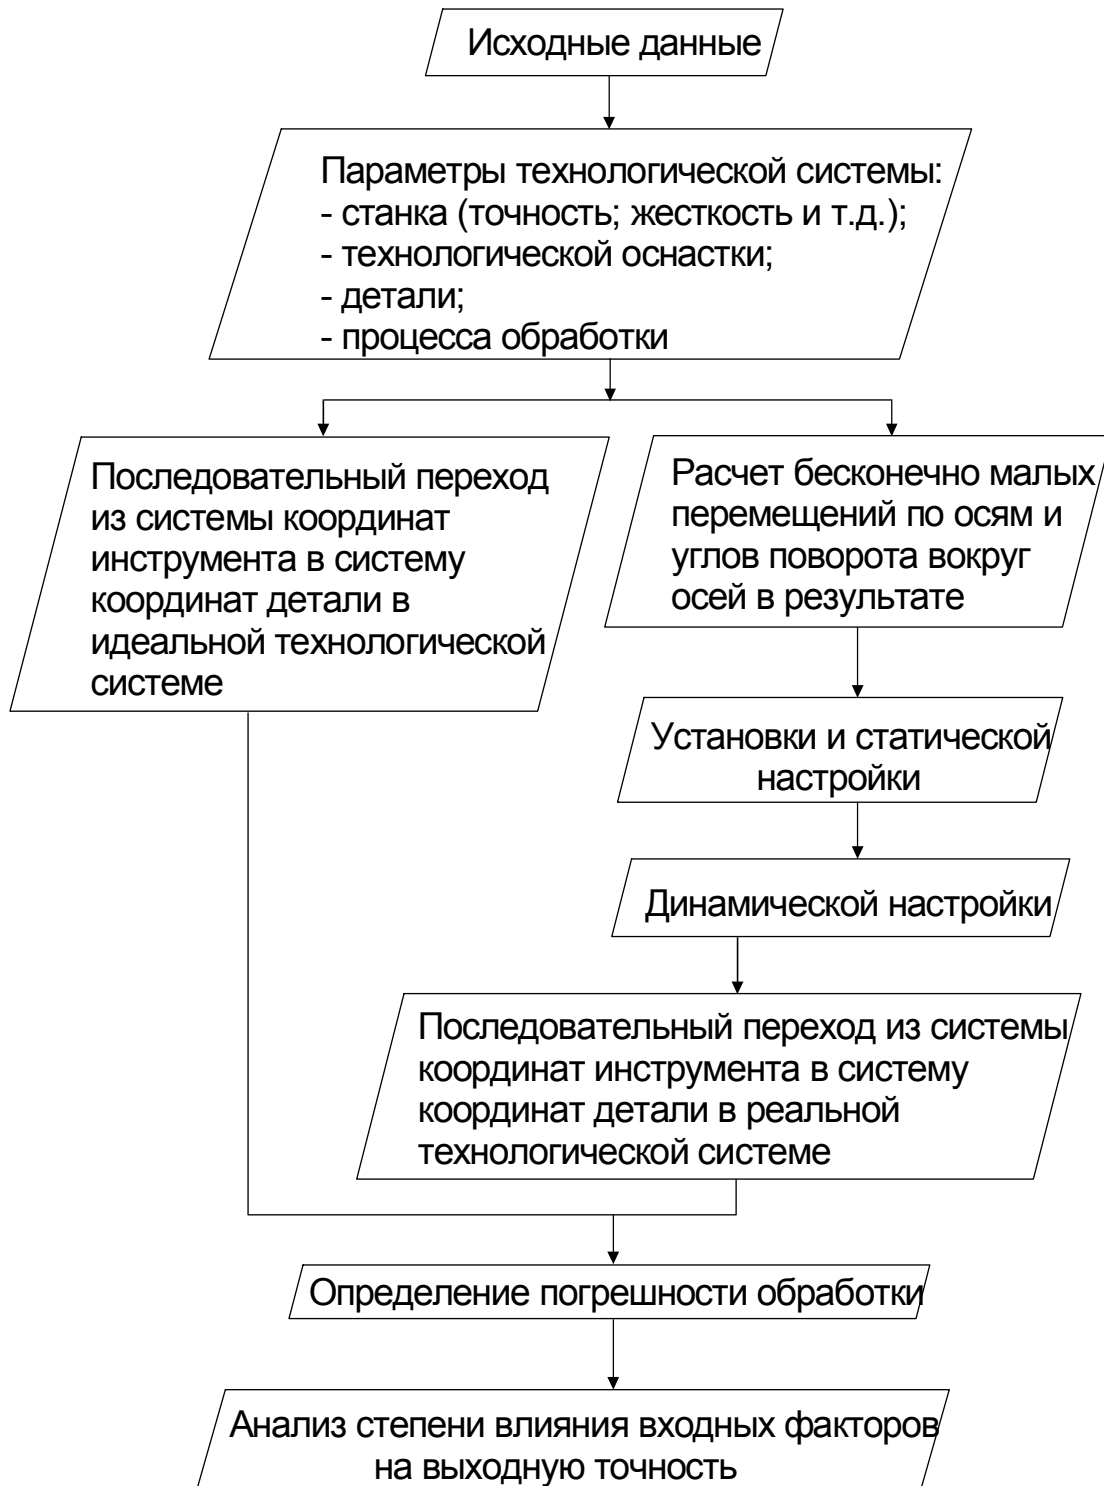 Исходные данные
Параметры технологической системы:
- станка (точность; жесткость и т.д.);
- технологической оснастки;
- детали;
- процесса обработки
Последовательный переход
из системы координат
инструмента в систему
координат детали в
идеальной технологической
системе
Расчет бесконечно малых
перемещений по осям и
углов поворота вокруг
осей в результате
Установки и статической
настройки
Динамической настройки
Последовательный переход из системы
координат инструмента в систему
координат детали в реальной
технологической системе
Определение погрешности обработки
Анализ степени влияния входных факторов
на выходную точность